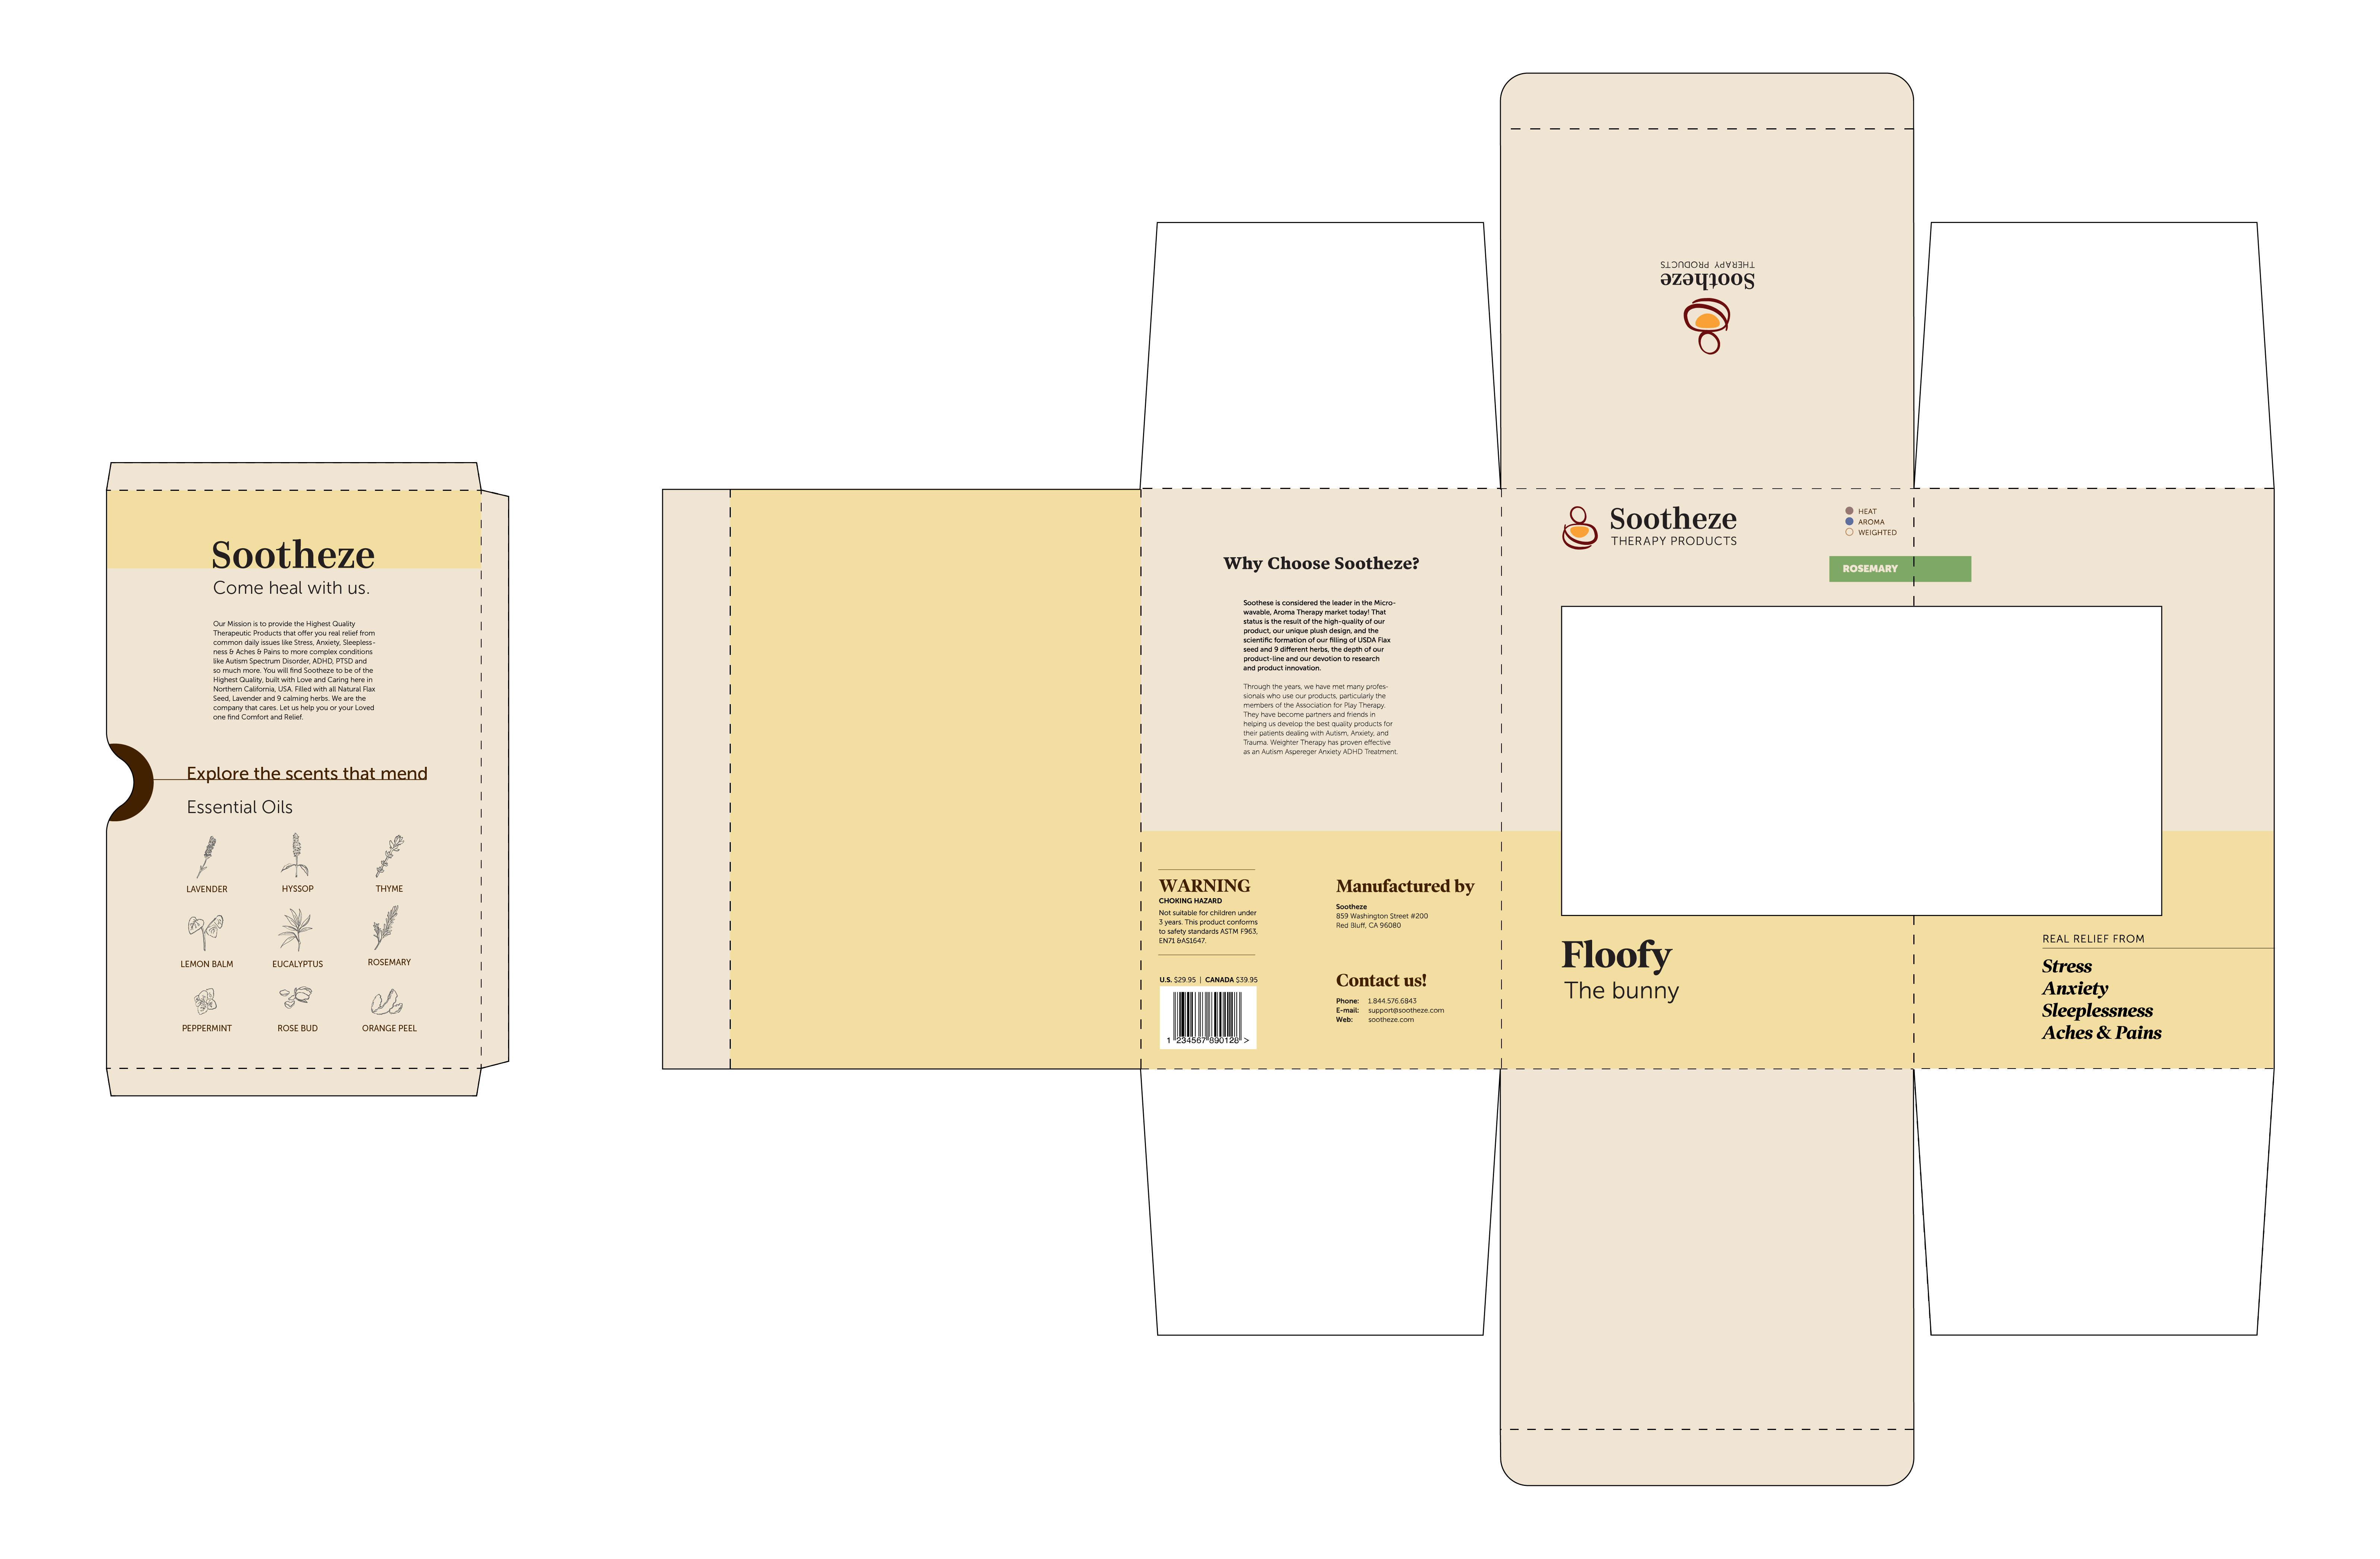 Sootheze
Come heal with us.
Our Mission is to provide the Highest Quality
Therapeutic Products that offer you real relief from
common daily issues like Stress, Anxiety, Sleepless-
ness & Aches & Pains to more complex conditions
like Autism Spectrum Disorder, ADHD, PTSD and
so much more. You will find Sootheze to be of the
Highest Quality, built with Love and Caring here in
Northern California, USA. Filled with all Natural Flax
Seed, Lavender and 9 calming herbs. We are the
company that cares. Let us help you or your Loved
one find Comfort and Relief.
Explore the scents that mend
Essential Oils
LAVENDER
HYSSOP
THYME
LEMON BALM
EUCALYPTUS
ROSEMARY
PEPPERMINT
ROSE BUD
ORANGE PEEL
Why Choose Sootheze?
Soothese is considered the leader in the Micro-
wavable, Aroma Therapy market today! That
status is the result of the high-quality of our
product, our unique plush design, and the
scientific formation of our filling of USDA Flax
seed and 9 different herbs, the depth of our
product-line and our devotion to research
and product innovation.
Through the years, we have met many profes-
sionals who use our products, particularly the
members of the Association for Play Therapy.
They have become partners and friends in
helping us develop the best quality products for
their patients dealing with Autism, Anxiety, and
Trauma. Weighter Therapy has proven effective
as an Autism Aspereger Anxiety ADHD Treatment.
WARNING
CHOKING HAZARD
Not suitable for children under
3 years. This product conforms
to safety standards ASTM F963,
EN71 &AS1647.
U.S. $29.95 | CANADA $39.95
1 234567 890128 >
Manufactured by
Sootheze
859 Washington Street #200
Red Bluff, CA 96080
Contact us!
Phone: 1.844.576.6843
E-mail: support@sootheze.com
Web: sootheze.com
Sootheze
THERAPY PRODUCTS
Sootheze
THERAPY PRODUCTS
HEAT
AROMA
WEIGHTED
ROSEMARY
Floofy
The bunny
REAL RELIEF FROM
Stress
Anxiety
Sleeplessness
Aches & Pains